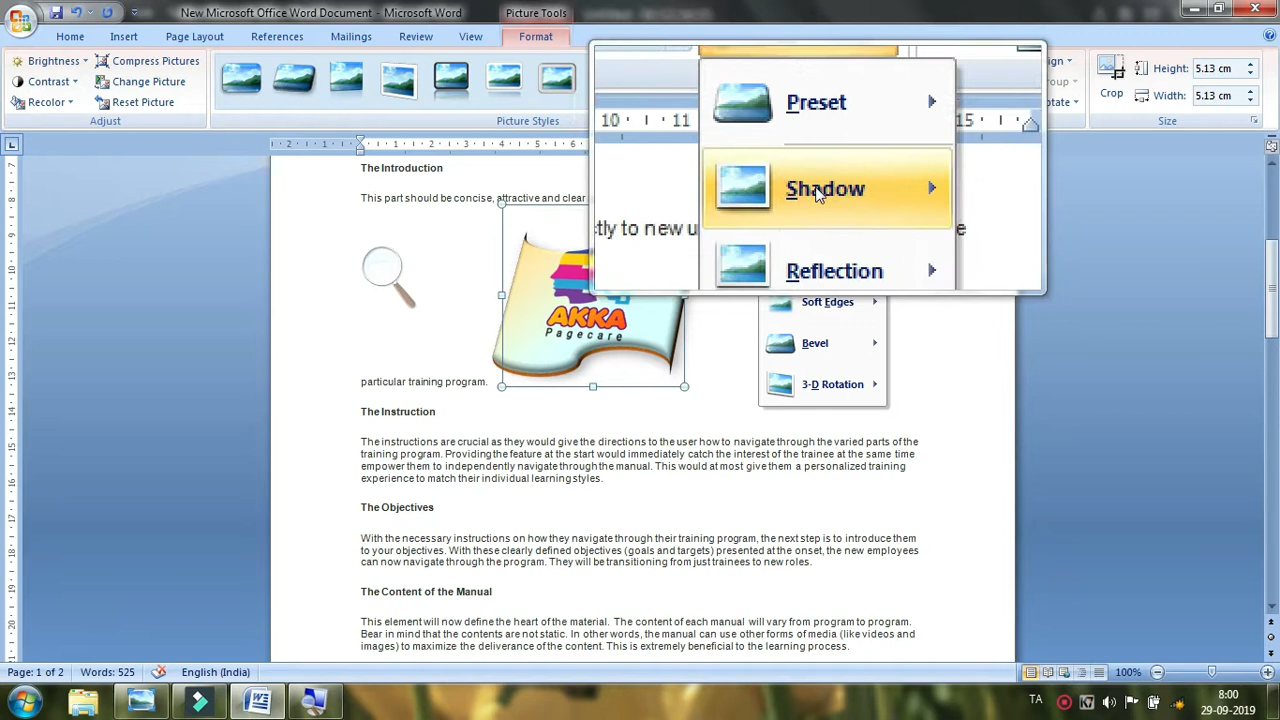 New Microsoft Office Word Document - Microsoft Wo
Picture Tools
Home
Insert
Page Layout
References
Mailings
Review
View
Format
Brightness
Compress Pictures
Contrast
Change Picture
Recolor
Reset Picture
Adjust
Picture Styles
Crop
Height:
5.13 cm
Width:
5.13 cm
Size
Preset
10
11
15
Shadow
tly to new u
e
Reflection
Soft Edges
Bevel
3-D Rotation
The Introduction
This part should be concise, attractive and clear
AKKA
Pagecare
particular training program.
The Instruction
The instructions are crucial as they would give the directions to the user how to navigate through the varied parts of the
training program. Providing the feature at the start would immediately catch the interest of the trainee at the same time
empower them to independently navigate through the manual. This would at most give them a personalized training
experience to match their individual learning styles.
The Objectives
With the necessary instructions on how they navigate through their training program, the next step is to introduce them
to your objectives. With these clearly defined objectives (goals and targets) presented at the onset, the new employees
can now navigate through the program. They will be transitioning from just trainees to new roles.
The Content of the Manual
This element will now define the heart of the material. The content of each manual will vary from program to program.
Bear in mind that the contents are not static. In other words, the manual can use other forms of media (like videos and
images) to maximize the deliverance of the content. This is extremely beneficial to the learning process.
Page: 1 of 2
Words: 525
English (India)
100%
TA
8:00
29-09-2019